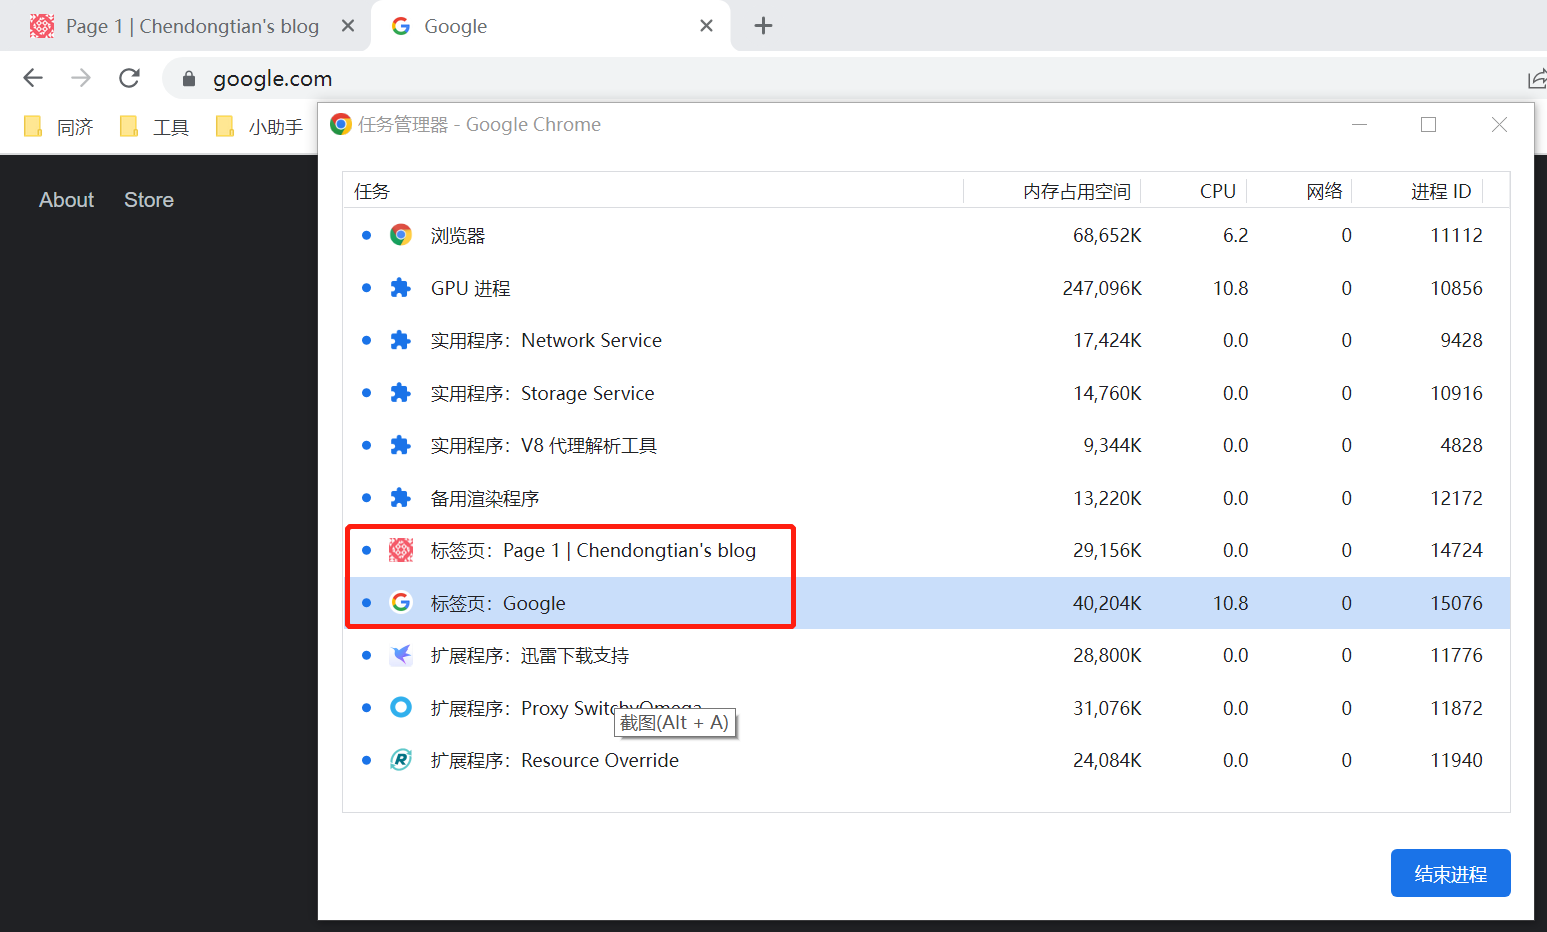 Page 1 | Chendongtian's blog
Google
google.com
同济
工具
小助手
About
Store
任务管理器 - Google Chrome
任务 内存占用空间 CPU 网络 进程 ID
浏览器 68,652K 6.2 0 11112
GPU 进程 247,096K 10.8 0 10856
实用程序：Network Service 17,424K 0.0 0 9428
实用程序：Storage Service 14,760K 0.0 0 10916
实用程序：V8 代理解析工具 9,344K 0.0 0 4828
备用渲染程序 13,220K 0.0 0 12172
标签页：Page 1 | Chendongtian's blog 29,156K 0.0 0 14724
标签页：Google 40,204K 10.8 0 15076
扩展程序：迅雷下载支持 28,800K 0.0 0 11776
扩展程序：Proxy SwitchyOmega 31,076K 0.0 0 11872
截图(Alt + A)
扩展程序：Resource Override 24,084K 0.0 0 11940
结束进程